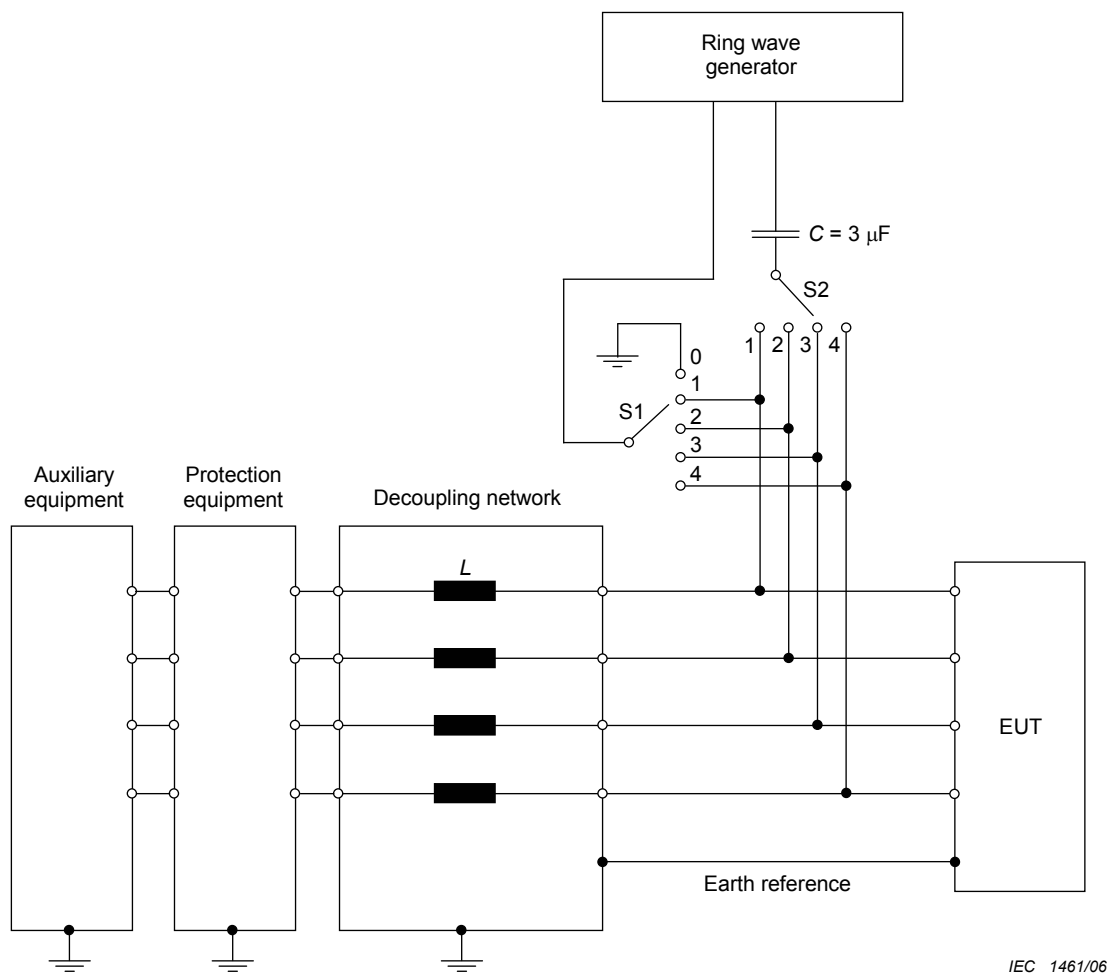 Ring wave
generator
C = 3 μF
S2
1 2 3 4
0
1
S1
2
3
4
Auxiliary
equipment
Protection
equipment
Decoupling network
L
EUT
Earth reference
IEC 1461/06